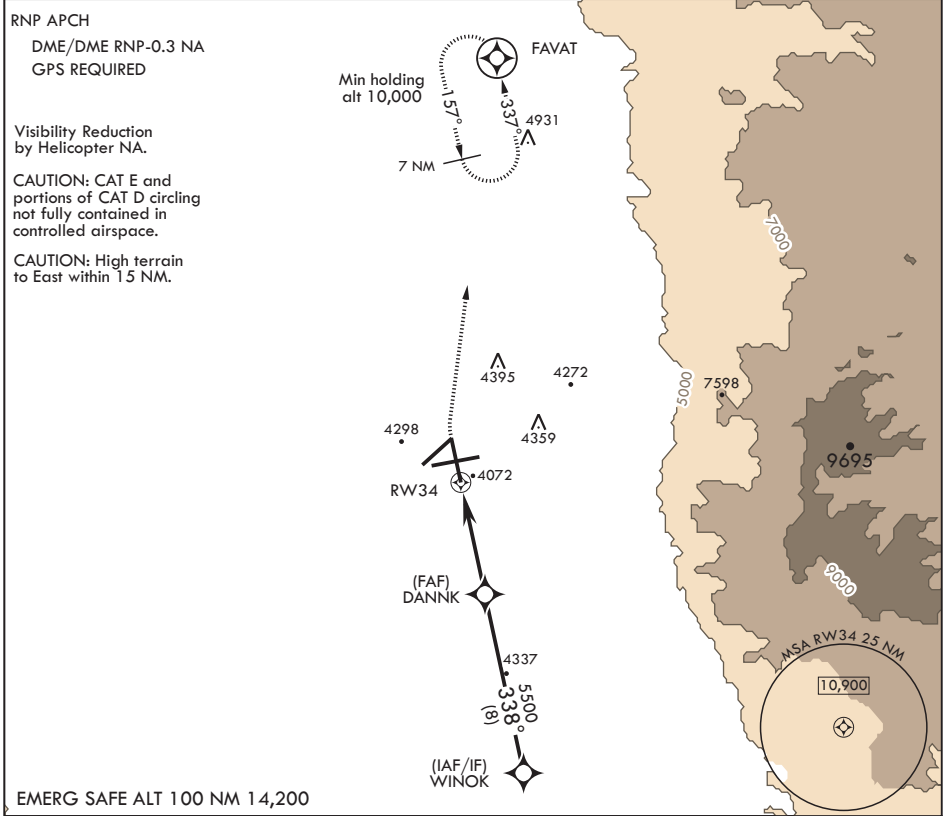 RNP APCH
DME/DME RNP-0.3 NA
GPS REQUIRED
FAVAT
Min holding
alt 10,000
157°
337°
4931
7 NM
Visibility Reduction
by Helicopter NA.
CAUTION: CAT E and
portions of CAT D circling
not fully contained in
controlled airspace.
CAUTION: High terrain
to East within 15 NM.
7000
4395
4272
5000
7598
4298
4359
9695
4072
RW34
(FAF)
DANNK
9000
4337
5500
338°
(8)
(IAF/IF)
WINOK
MSA RW34 25 NM
10,900
EMERG SAFE ALT 100 NM 14,200